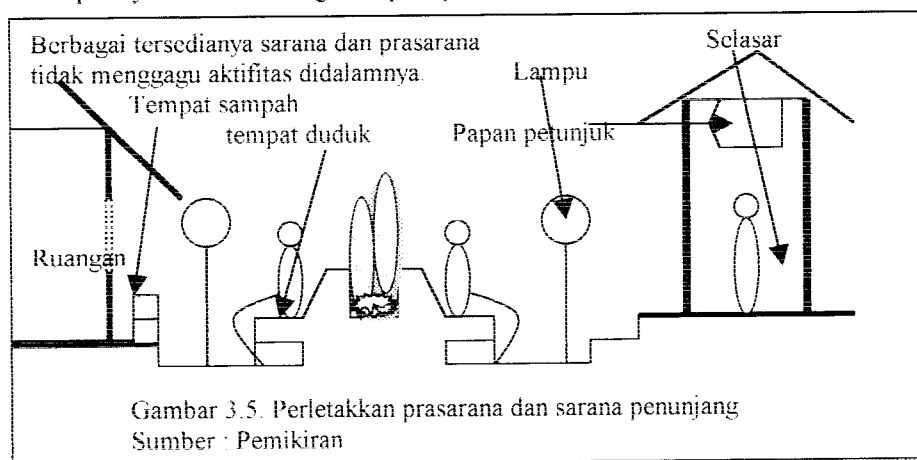 Berbagai tersedianya sarana dan prasarana
tidak menggagu aktifitas didalamnya.
Selasar
Lampu
Tempat sampah
tempat duduk
Papan petunjuk
Ruangan
Gambar 3.5. Perletakkan prasarana dan sarana penunjang
Sumber : Pemikiran